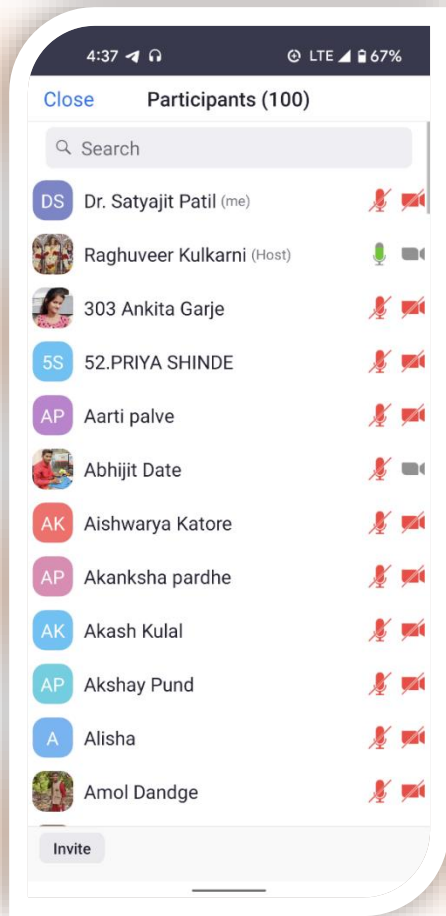 4:37 LTE 67%
Close Participants (100)
Search
DS Dr. Satyajit Patil (me)
Raghuveer Kulkarni (Host)
303 Ankita Garje
5S 52.PRIYA SHINDE
AP Aarti palve
Abhijit Date
AK Aishwarya Katore
AP Akanksha pardhe
AK Akash Kulal
AP Akshay Pund
A Alisha
Amol Dandge
Invite